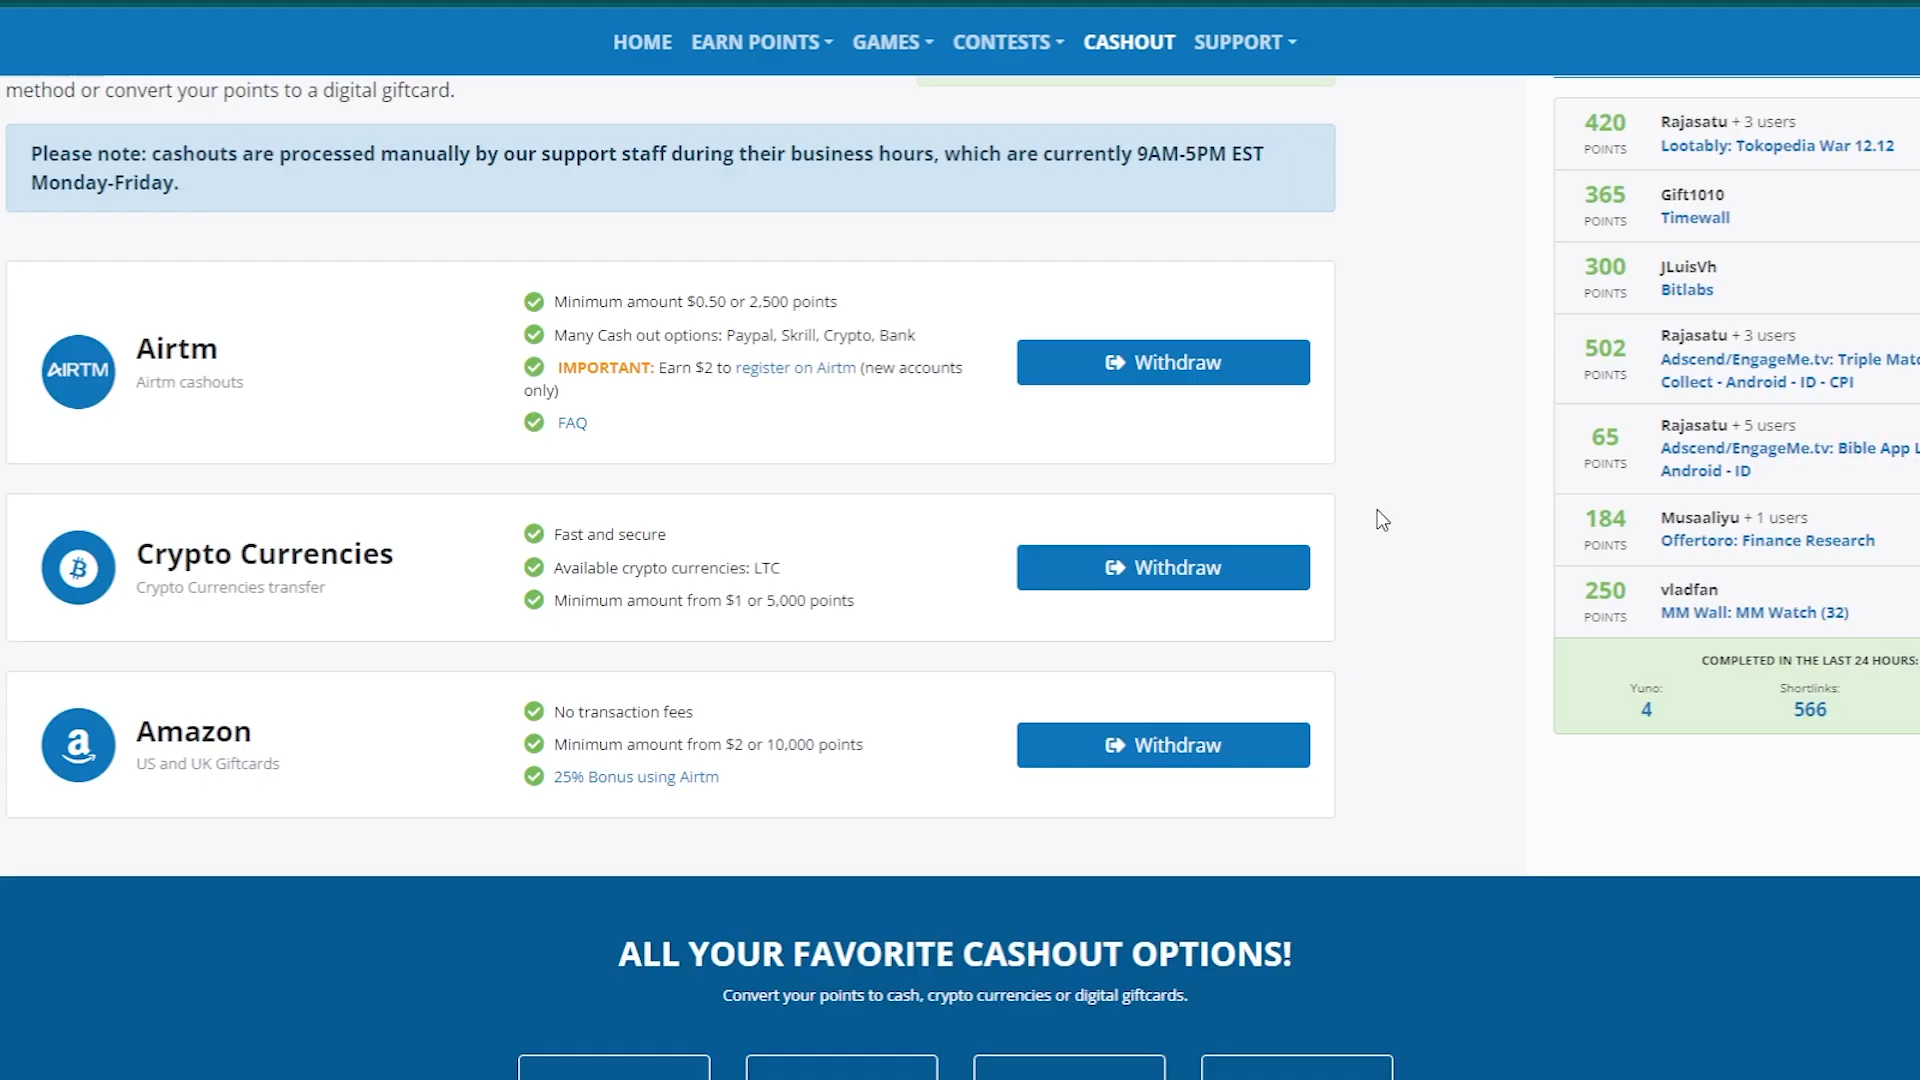 HOME EARN POINTS GAMES CONTESTS CASHOUT SUPPORT
method or convert your points to a digital giftcard.
Please note: cashouts are processed manually by our support staff during their business hours, which are currently 9AM-5PM EST
Monday-Friday.
AIRTM
Airtm
Airtm cashouts
Minimum amount $0.50 or 2,500 points
Many Cash out options: Paypal, Skrill, Crypto, Bank
IMPORTANT: Earn $2 to register on Airtm (new accounts
only)
FAQ
Withdraw
Crypto Currencies
Crypto Currencies transfer
Fast and secure
Available crypto currencies: LTC
Minimum amount from $1 or 5,000 points
Withdraw
Amazon
US and UK Giftcards
No transaction fees
Minimum amount from $2 or 10,000 points
25% Bonus using Airtm
Withdraw
420 Rajasatu + 3 users
POINTS Lootably: Tokopedia War 12.12
365 Gift1010
POINTS Timewall
300 JLuisVh
POINTS Bitlabs
Rajasatu + 3 users
502 Adscend/EngageMe.tv: Triple
POINTS Collect - Android - ID - CPI
Rajasatu + 5 users
65 Adscend/EngageMe.tv: Bible App
POINTS Android - ID
184 Musaaliyu + 1 users
POINTS Offertoro: Finance Research
250 vladfan
POINTS MM Wall: MM Watch (32)
COMPLETED IN THE LAST 24 HOURS:
Yuno: Shortlinks:
4 566
ALL YOUR FAVORITE CASHOUT OPTIONS!
Convert your points to cash, crypto currencies or digital giftcards.